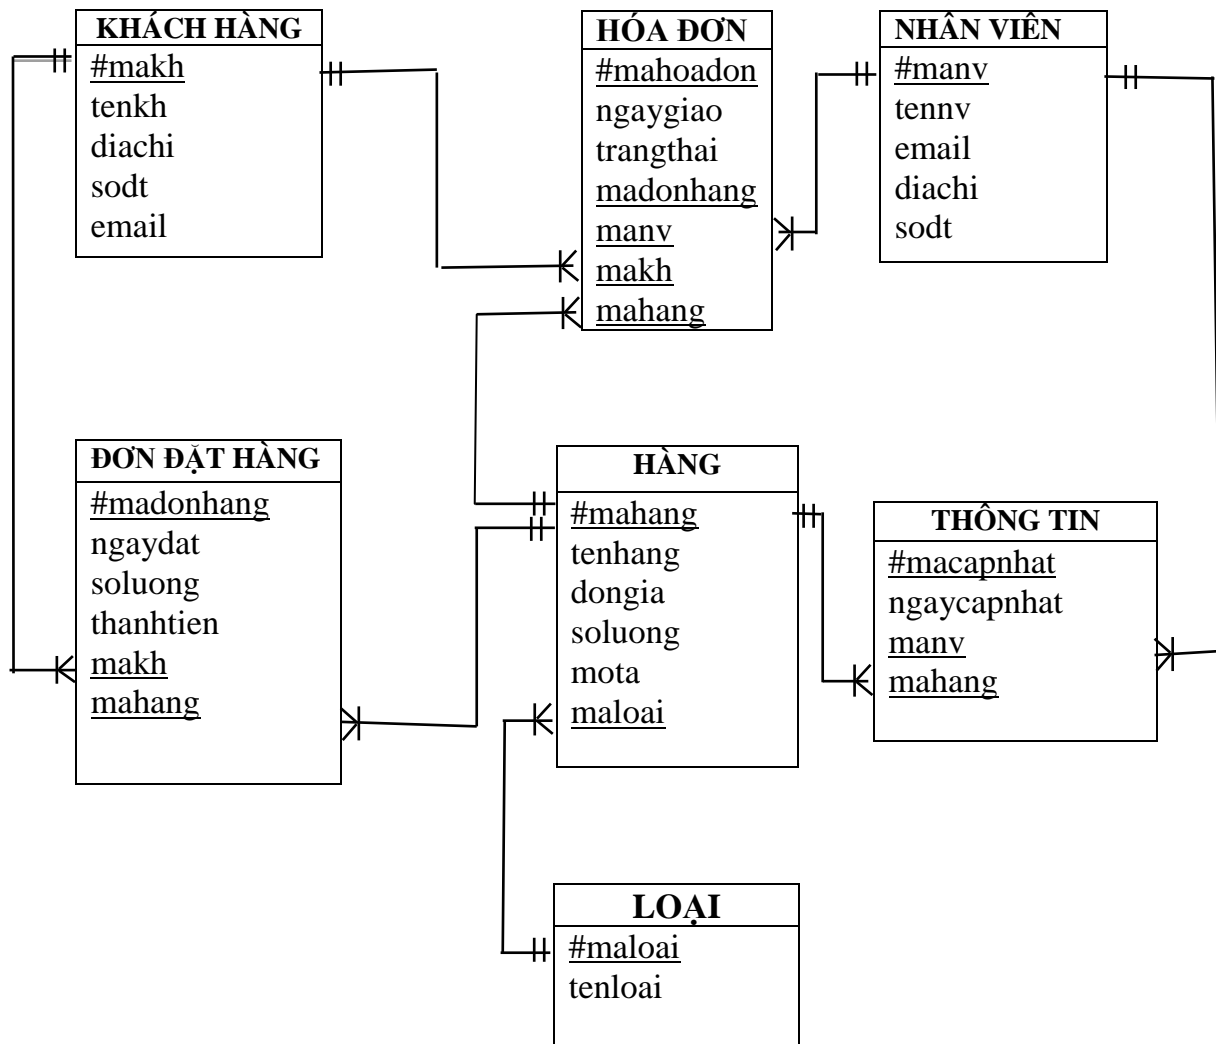 KHÁCH HÀNG
#makh
tenkh
diachi
sodt
email
HÓA ĐƠN
#mahoadon
ngaygiao
trangthai
madonhang
manv
makh
mahang
NHÂN VIÊN
#manv
tennv
email
diachi
sodt
ĐƠN ĐẶT HÀNG
#madonhang
ngaydat
soluong
thanhtien
makh
mahang
HÀNG
#mahang
tenhang
dongia
soluong
mota
maloai
THÔNG TIN
#macapnhat
ngaycapnhat
manv
mahang
LOẠI
#maloai
tenloai